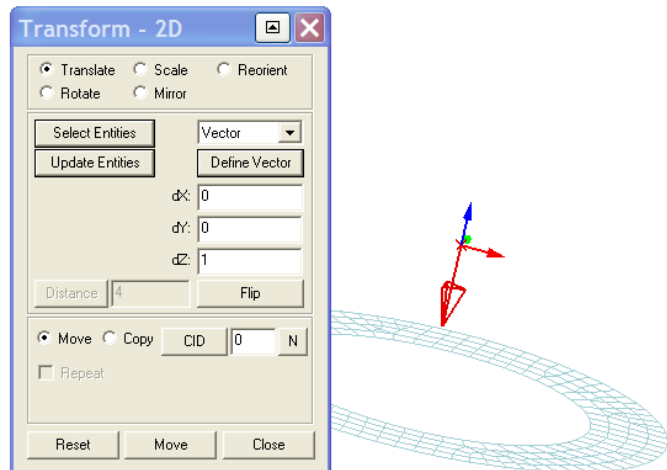 Transform - 2D
Translate Scale Reorient
Rotate Mirror
Select Entities Vector
Update Entities Define Vector
dX: 0
dY: 0
dZ: 1
Distance 4 Flip
Move Copy CID 0 N
Repeat
Reset Move Close